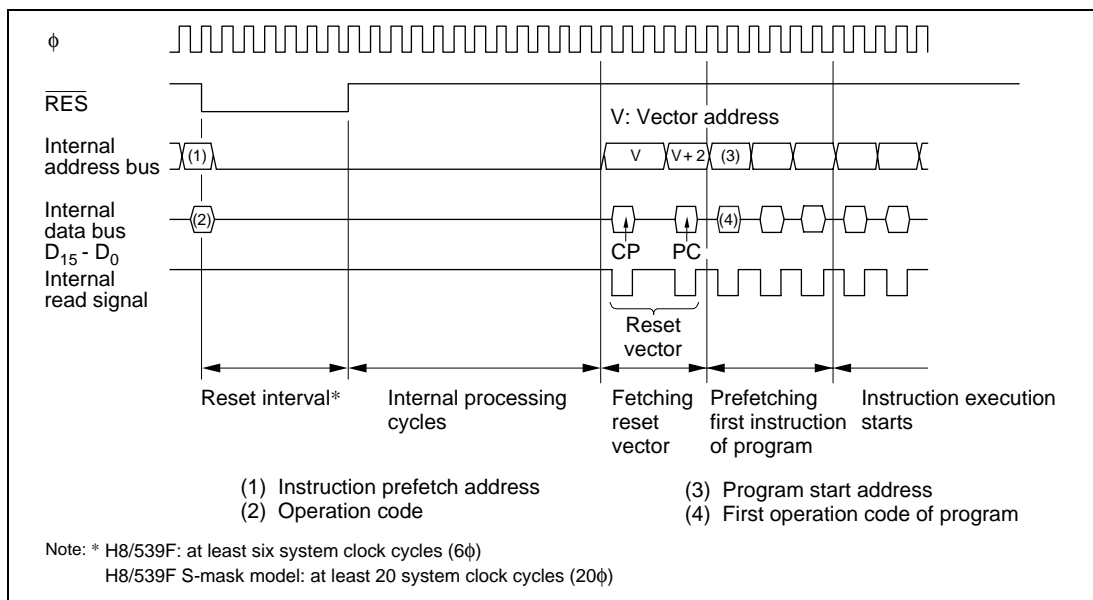 φ
RES
V: Vector address
Internal
address bus
(1)
V
V + 2
(3)
Internal
data bus
D15 - D0
(2)
(4)
CP
PC
Internal
read signal
Reset
vector
Reset interval*
Internal processing
cycles
Fetching
reset
vector
Prefetching
first instruction
of program
Instruction execution
starts
(1) Instruction prefetch address
(2) Operation code
(3) Program start address
(4) First operation code of program
Note: * H8/539F: at least six system clock cycles (6φ)
H8/539F S-mask model: at least 20 system clock cycles (20φ)